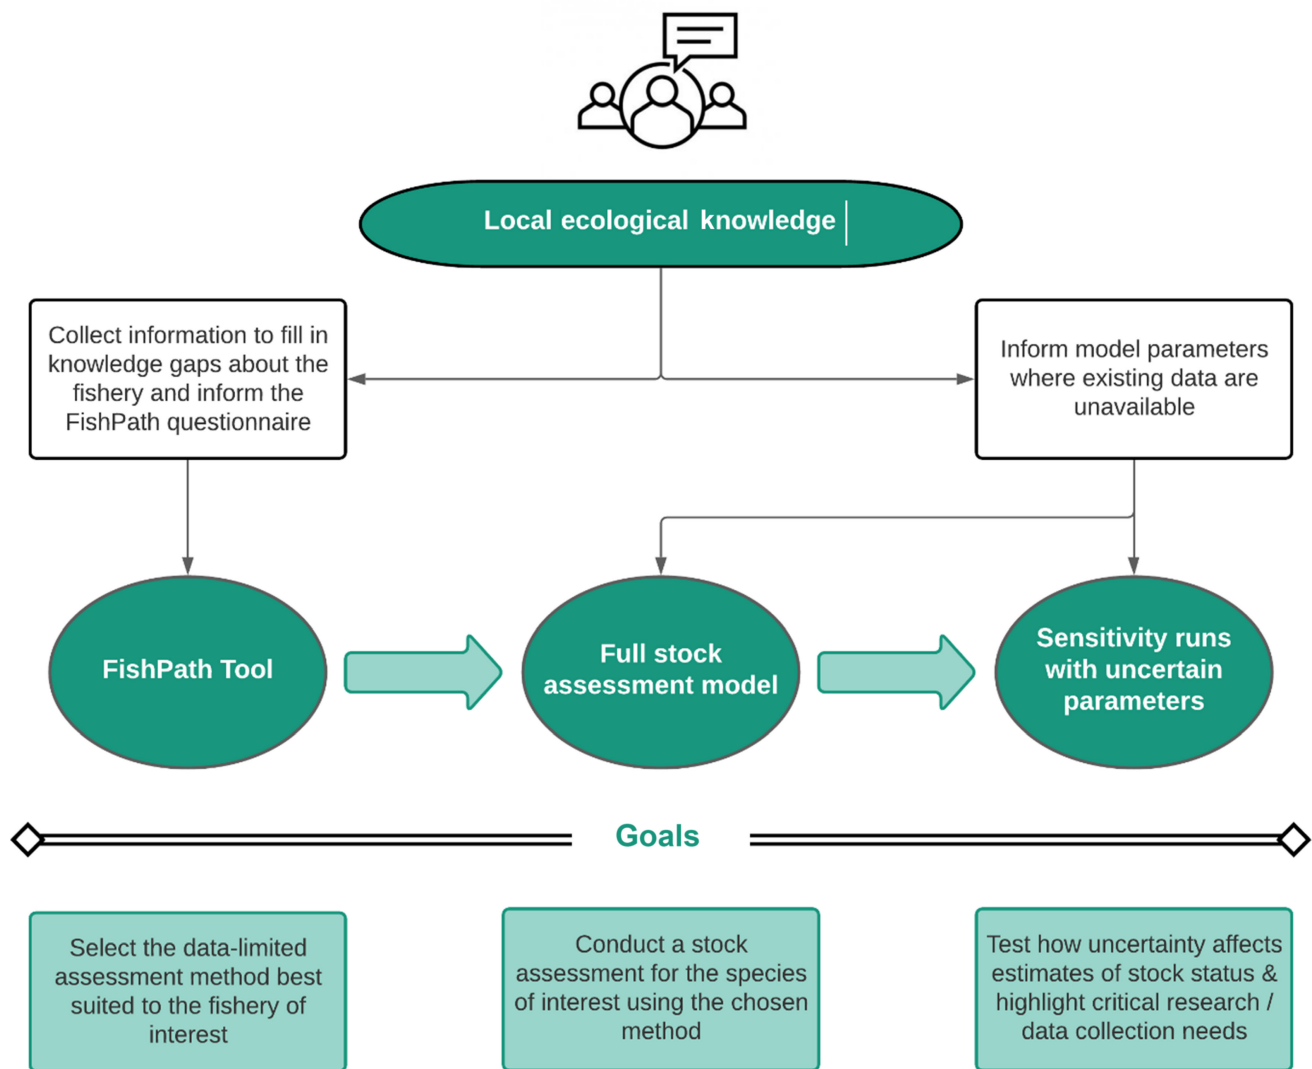 Local ecological knowledge
Collect information to fill in
knowledge gaps about the
fishery and inform the
FishPath questionnaire
Inform model parameters
where existing data are
unavailable
FishPath Tool
Full stock
assessment model
Sensitivity runs
with uncertain
parameters
Goals
Select the data-limited
assessment method best
suited to the fishery of
interest
Conduct a stock
assessment for the species
of interest using the chosen
method
Test how uncertainty affects
estimates of stock status &
highlight critical research /
data collection needs